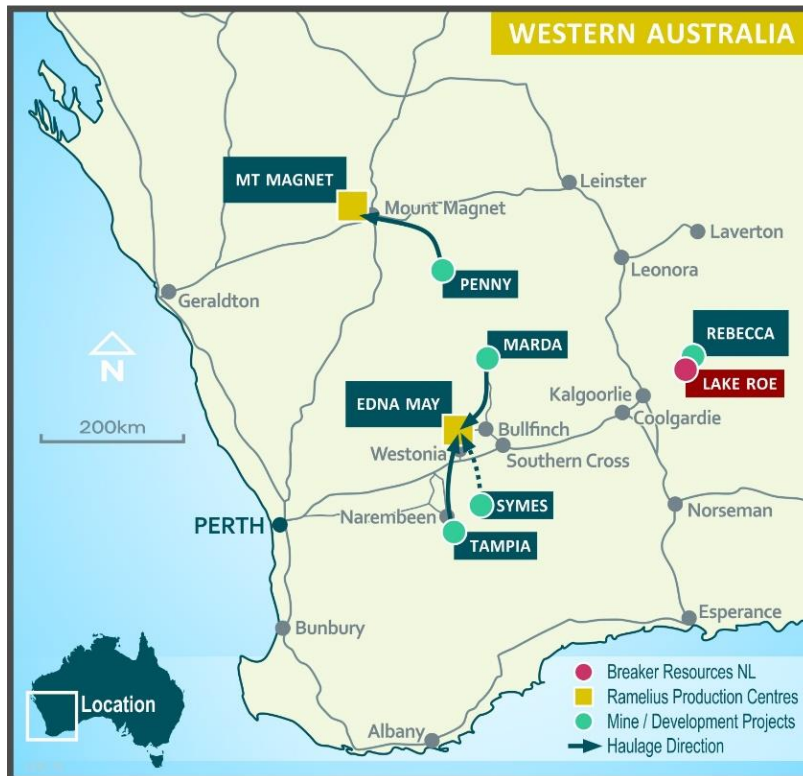 WESTERN AUSTRALIA
MT MAGNET
Mount Magnet
Leinster
Laverton
Leonora
PENNY
Geraldton
REBECCA
MARDA
LAKE ROE
N
EDNA MAY
Kalgoorlie
200km
Coolgardie
Bullfinch
Westonia
Southern Cross
SYMES
Norseman
Narembeen
PERTH
TAMPIA
Esperance
Bunbury
Breaker Resources NL
Ramelius Production Centres
Location
Mine / Development Projects
Albany
Haulage Direction